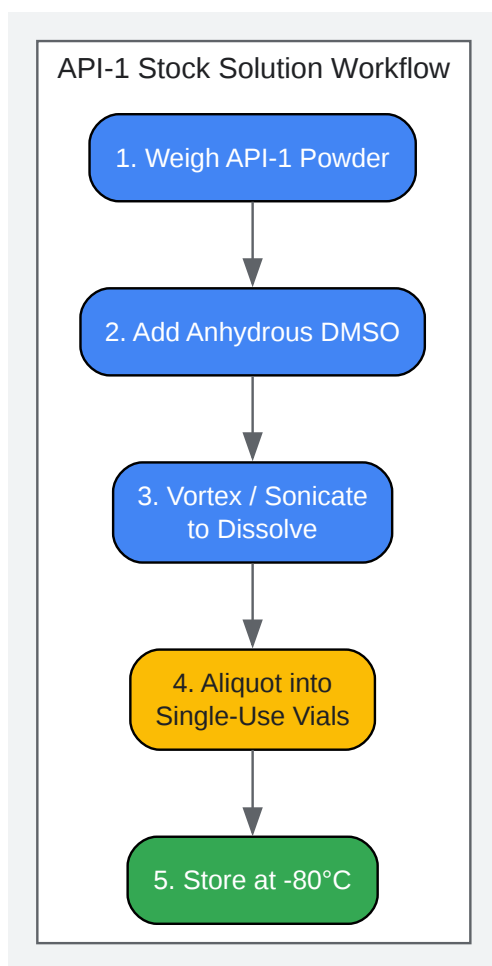 API-1 Stock Solution Workflow
1. Weigh API-1 Powder
2. Add Anhydrous DMSO
3. Vortex / Sonicate
to Dissolve
4. Aliquot into
Single-Use Vials
5. Store at -80°C